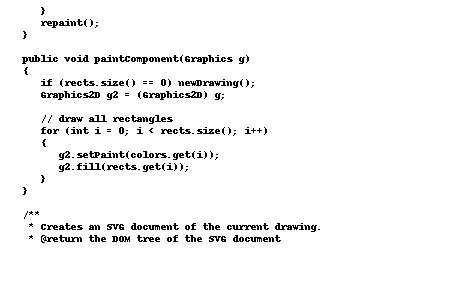 }
repaint();
}
public void paintComponent(Graphics g)
{
if (rects.size() == 0) newDrawing();
Graphics2D g2 = (Graphics2D) g;
// draw all rectangles
for (int i = 0; i < rects.size(); i++)
{
g2.setPaint(colors.get(i));
g2.fill(rects.get(i));
}
}
/**
* Creates an SVG document of the current drawing.
* @return the DOM tree of the SVG document